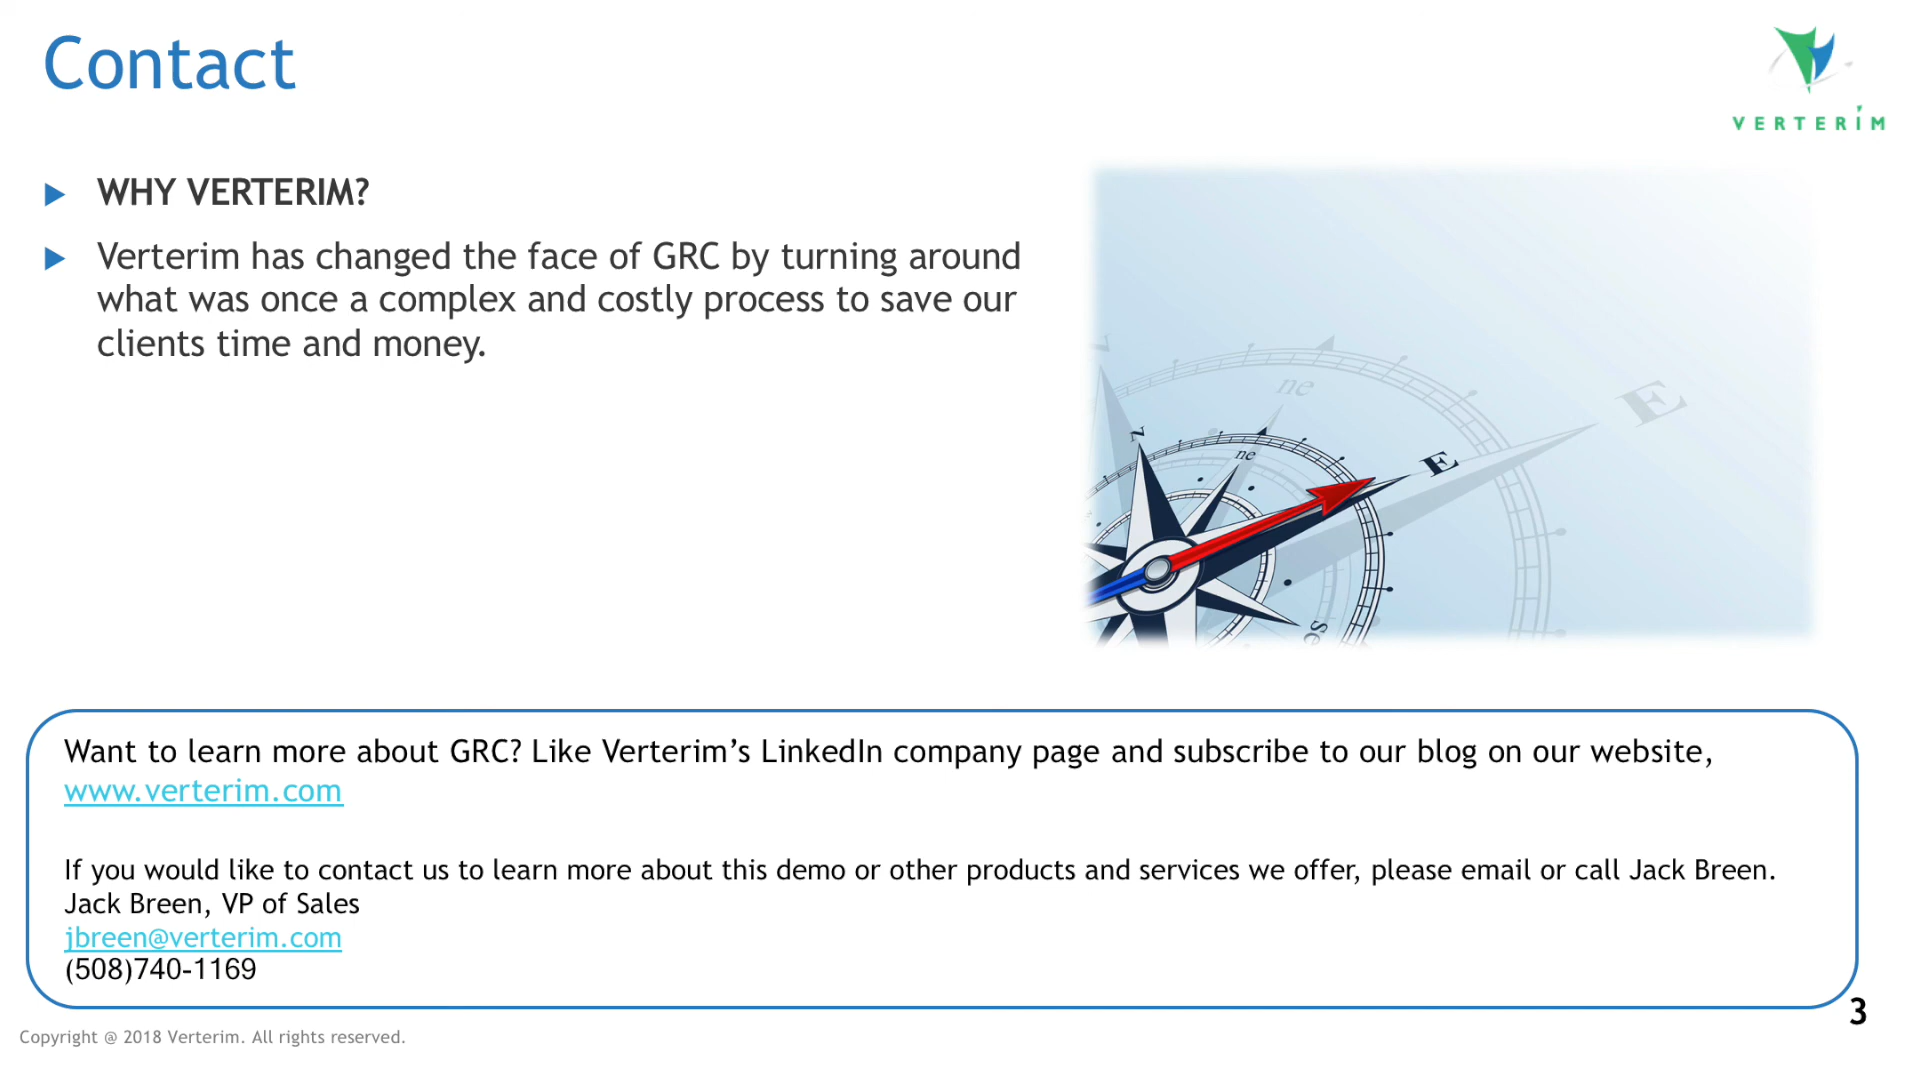 Contact
VERTERIM
WHY VERTERIM?
Verterim has changed the face of GRC by turning around
what was once a complex and costly process to save our
clients time and money.
N
ne
E
N
ne
E
se
Want to learn more about GRC? Like Verterim’s LinkedIn company page and subscribe to our blog on our website,
www.verterim.com
If you would like to contact us to learn more about this demo or other products and services we offer, please email or call Jack Breen.
Jack Breen, VP of Sales
jbreen@verterim.com
(508)740-1169
3
Copyright @ 2018 Verterim. All rights reserved.